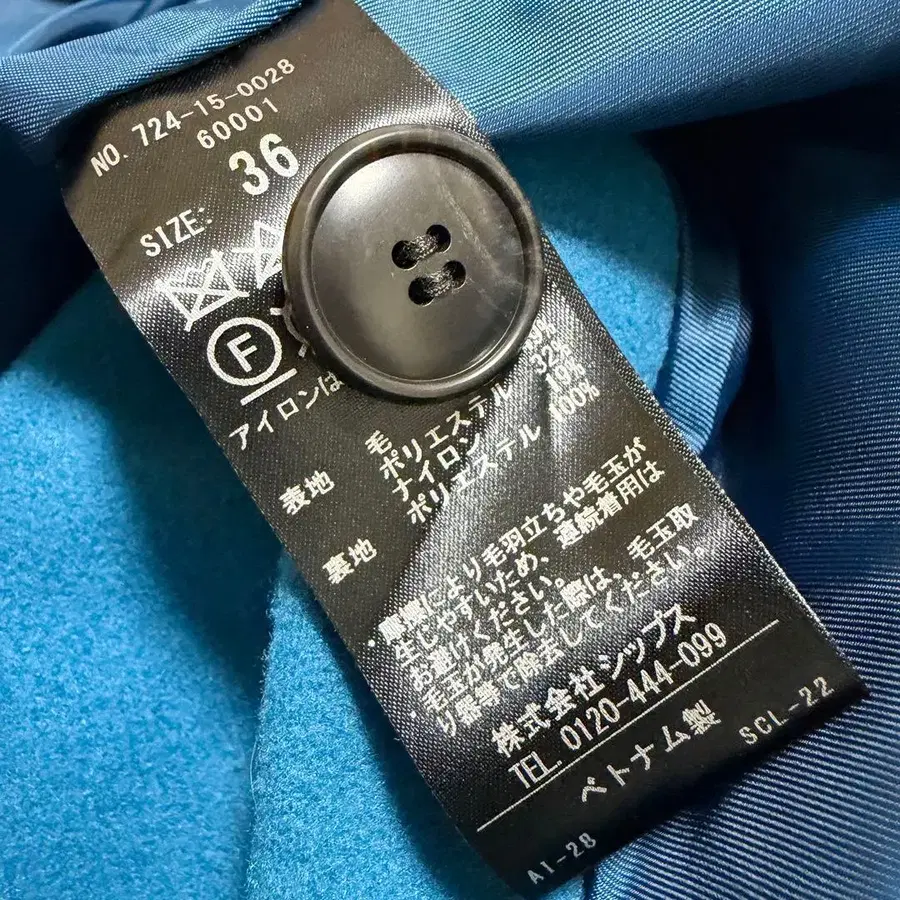 NO. 724-15-0028
60001
SIZE: 36
F
アイロンは
表地 毛
ポリエステル 32%
ナイロン 10%
裏地 ポリエステル 100%
・摩擦により毛羽立ちや毛玉が
生じやすいため、連続着用は
お避けください。
・毛玉が発生した際は、毛玉取
り器等で除去してください。
株式会社シップス
TEL. 0120-444-099
ベトナム製
AI-28 SCL-22